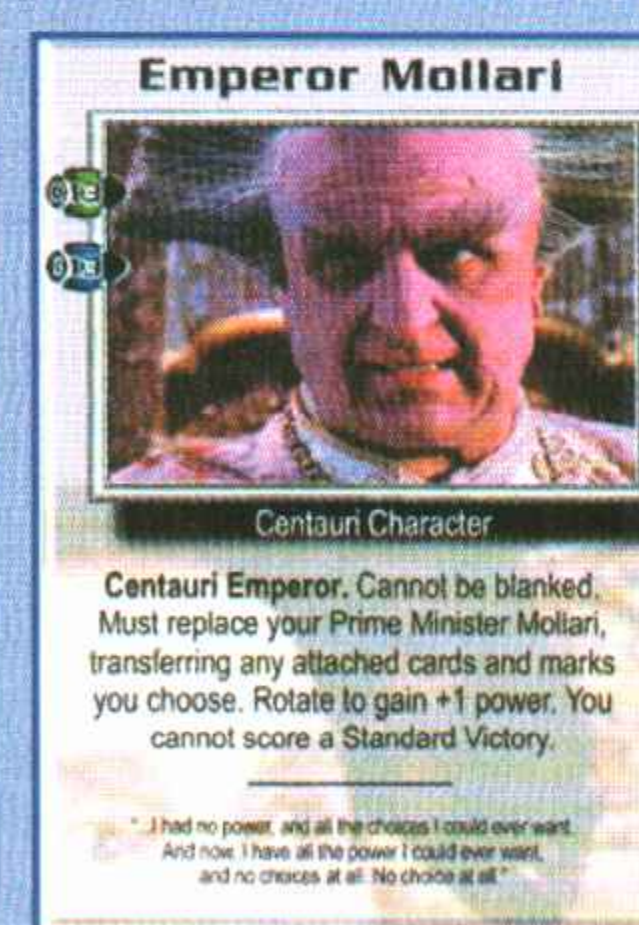 Emperor Mollari
Centauri Character
Centauri Emperor. Cannot be blanked.
Must replace your Prime Minister Mollari,
transferring any attached cards and marks
you choose. Rotate to gain +1 power. You
cannot score a Standard Victory.
"...I had no power, and all the choices I could ever want.
And now, I have all the power I could ever want,
and no choices at all. No choice at all."